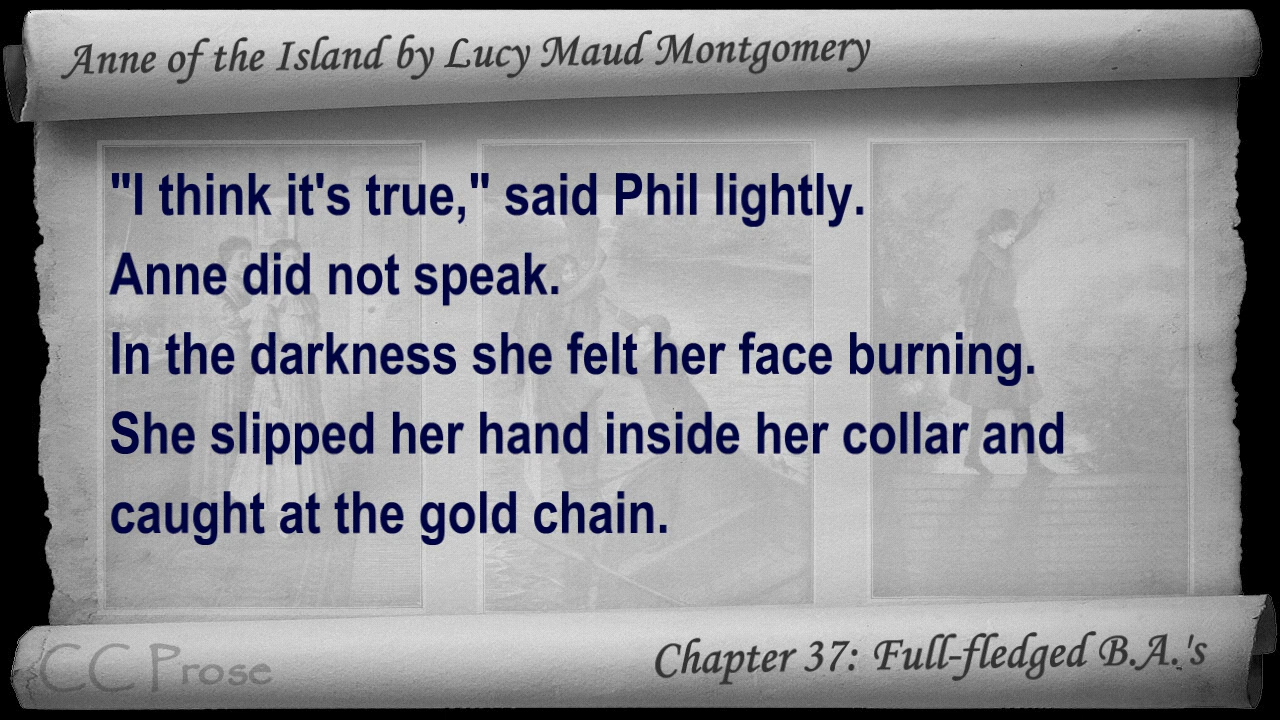 Anne of the Island by Lucy Maud Montgomery
"I think it's true," said Phil lightly.
Anne did not speak.
In the darkness she felt her face burning.
She slipped her hand inside her collar and
caught at the gold chain.
CC Prose
Chapter 37: Full-fledged B.A.'s